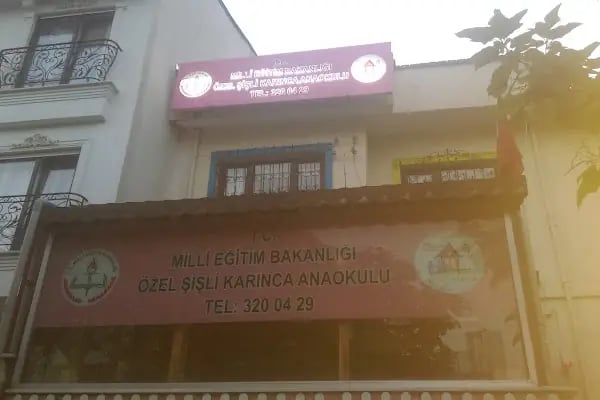 T.C.
MİLLİ EĞİTİM BAKANLIĞI
ÖZEL ŞİŞLİ KARINCA ANAOKULU
TEL: 320 04 29
T.C.
MİLLİ EĞİTİM BAKANLIĞI
ÖZEL ŞİŞLİ KARINCA ANAOKULU
TEL: 320 04 29